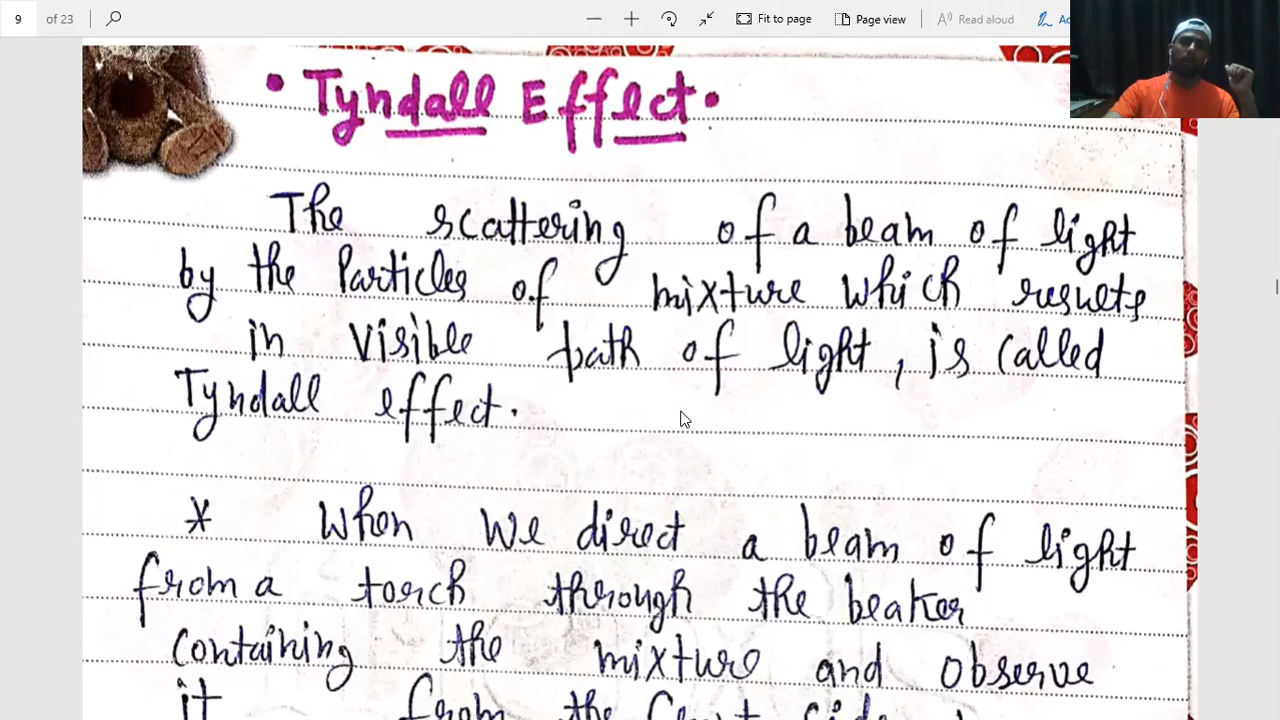 9 of 23 Fit to page Page view Read aloud
• Tyndall Effect •
The scattering of a beam of light
by the Particles of mixture which results
in visible path of light, is called
Tyndall effect.
* When we direct a beam of light
from a torch through the beaker
containing the mixture and observe
it from the